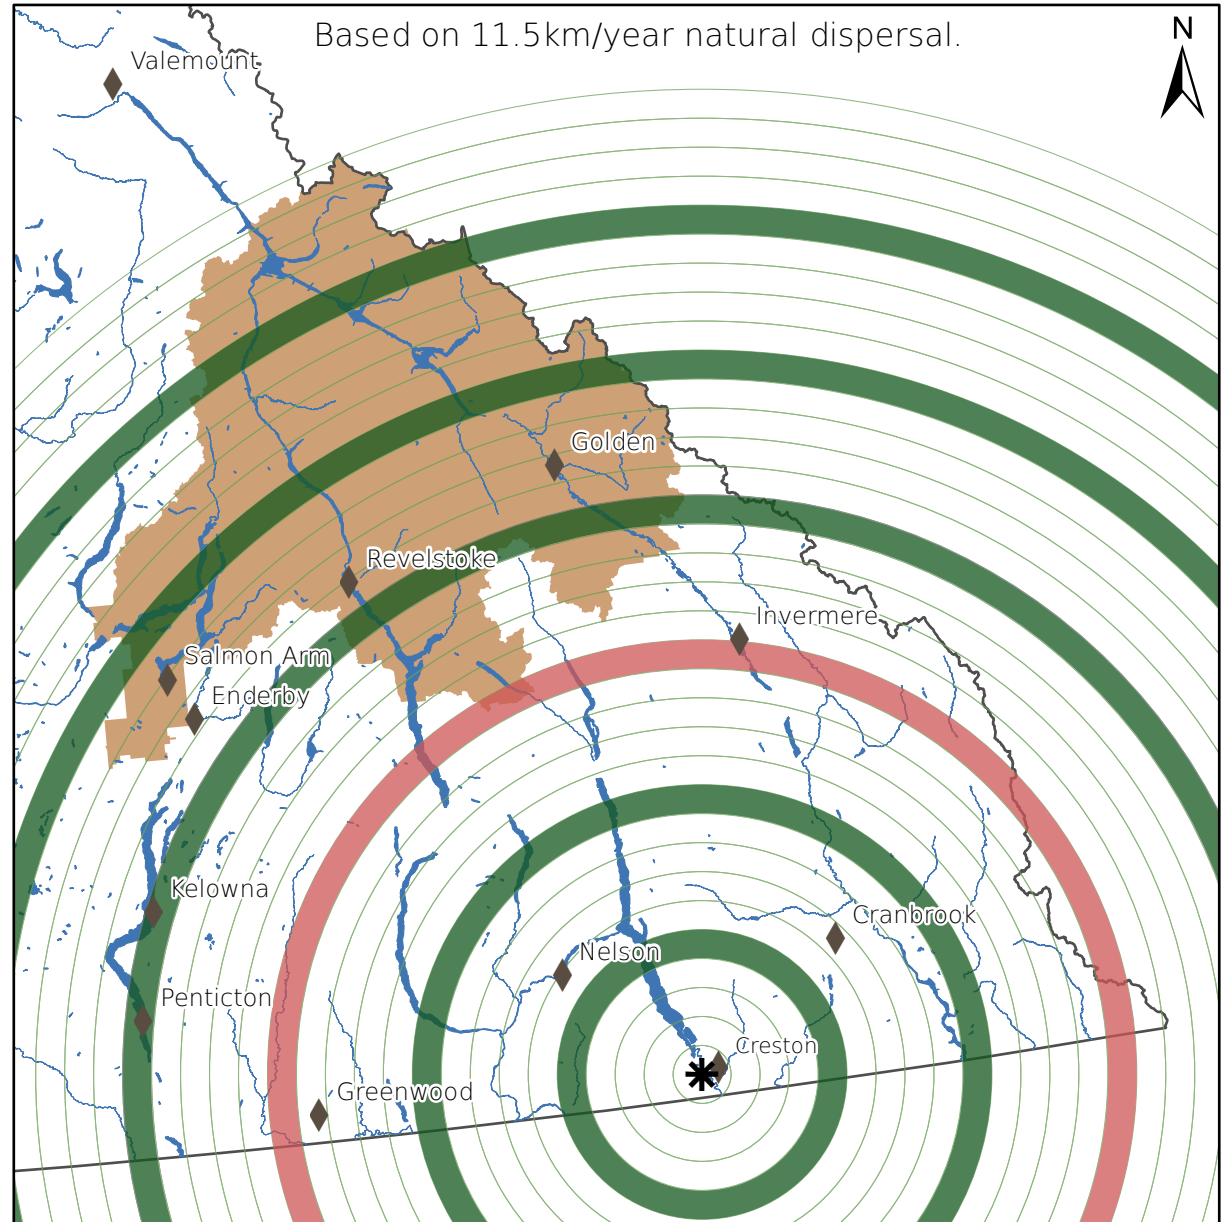 Based on 11.5km/year natural dispersal.
N
Valemount
Golden
Revelstoke
Invermere
Salmon Arm
Enderby
Kelowna
Cranbrook
Nelson
Penticton
Creston
Greenwood